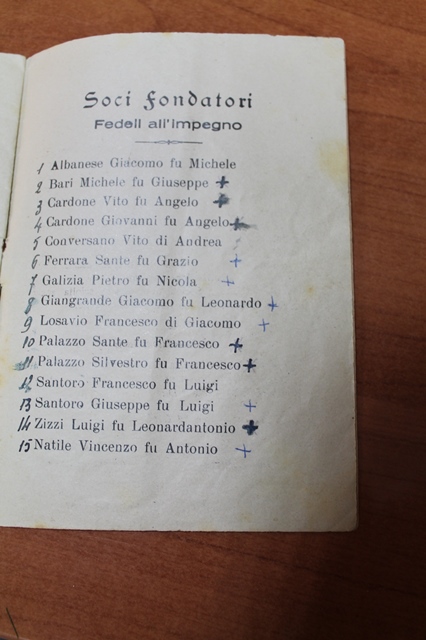 Soci Fondatori
Fedeli all'Impegno
1 Albanese Giacomo fu Michele
2 Bari Michele fu Giuseppe +
3 Cardone Vito fu Angelo +
4 Cardone Giovanni fu Angelo +
5 Conversano Vito di Andrea
6 Ferrara Sante fu Grazio +
7 Galizia Pietro fu Nicola +
8 Giangrande Giacomo fu Leonardo +
9 Losavio Francesco di Giacomo +
10 Palazzo Sante fu Francesco +
11 Palazzo Silvestro fu Francesco +
12 Santoro Francesco fu Luigi
13 Santoro Giuseppe fu Luigi +
14 Zizzi Luigi fu Leonardantonio +
15 Natile Vincenzo fu Antonio +